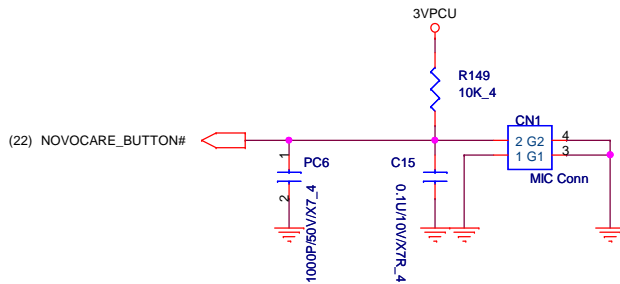 3VPCU
R149
10K_4
CN1
(22) NOVOCARE_BUTTON#
2 G2 4
1 G1 3
MIC Conn
1 PC6
2
1000P/50V/X7_4
C15
0.1U/10V/X7R_4